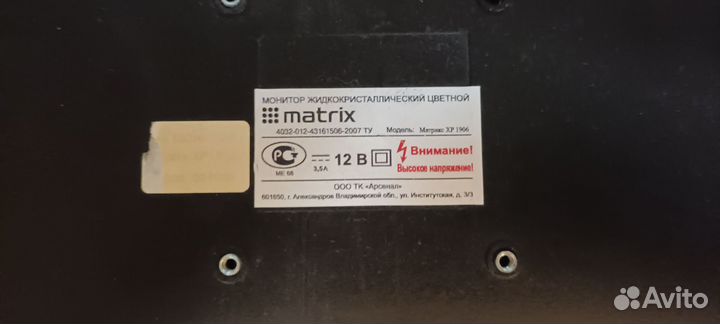 МОНИТОР ЖИДКОКРИСТАЛЛИЧЕСКИЙ ЦВЕТНОЙ
matrix
4032-012-43161506-2007 ТУ Модель: Матрикс ХР 1906
РСТ
МЕ 68
3,5А
12 В
Внимание!
Высокое напряжение!
ООО ТК «Арсенал»
601650, г. Александров Владимирской обл., ул. Институтская, д. 3/3
Avito